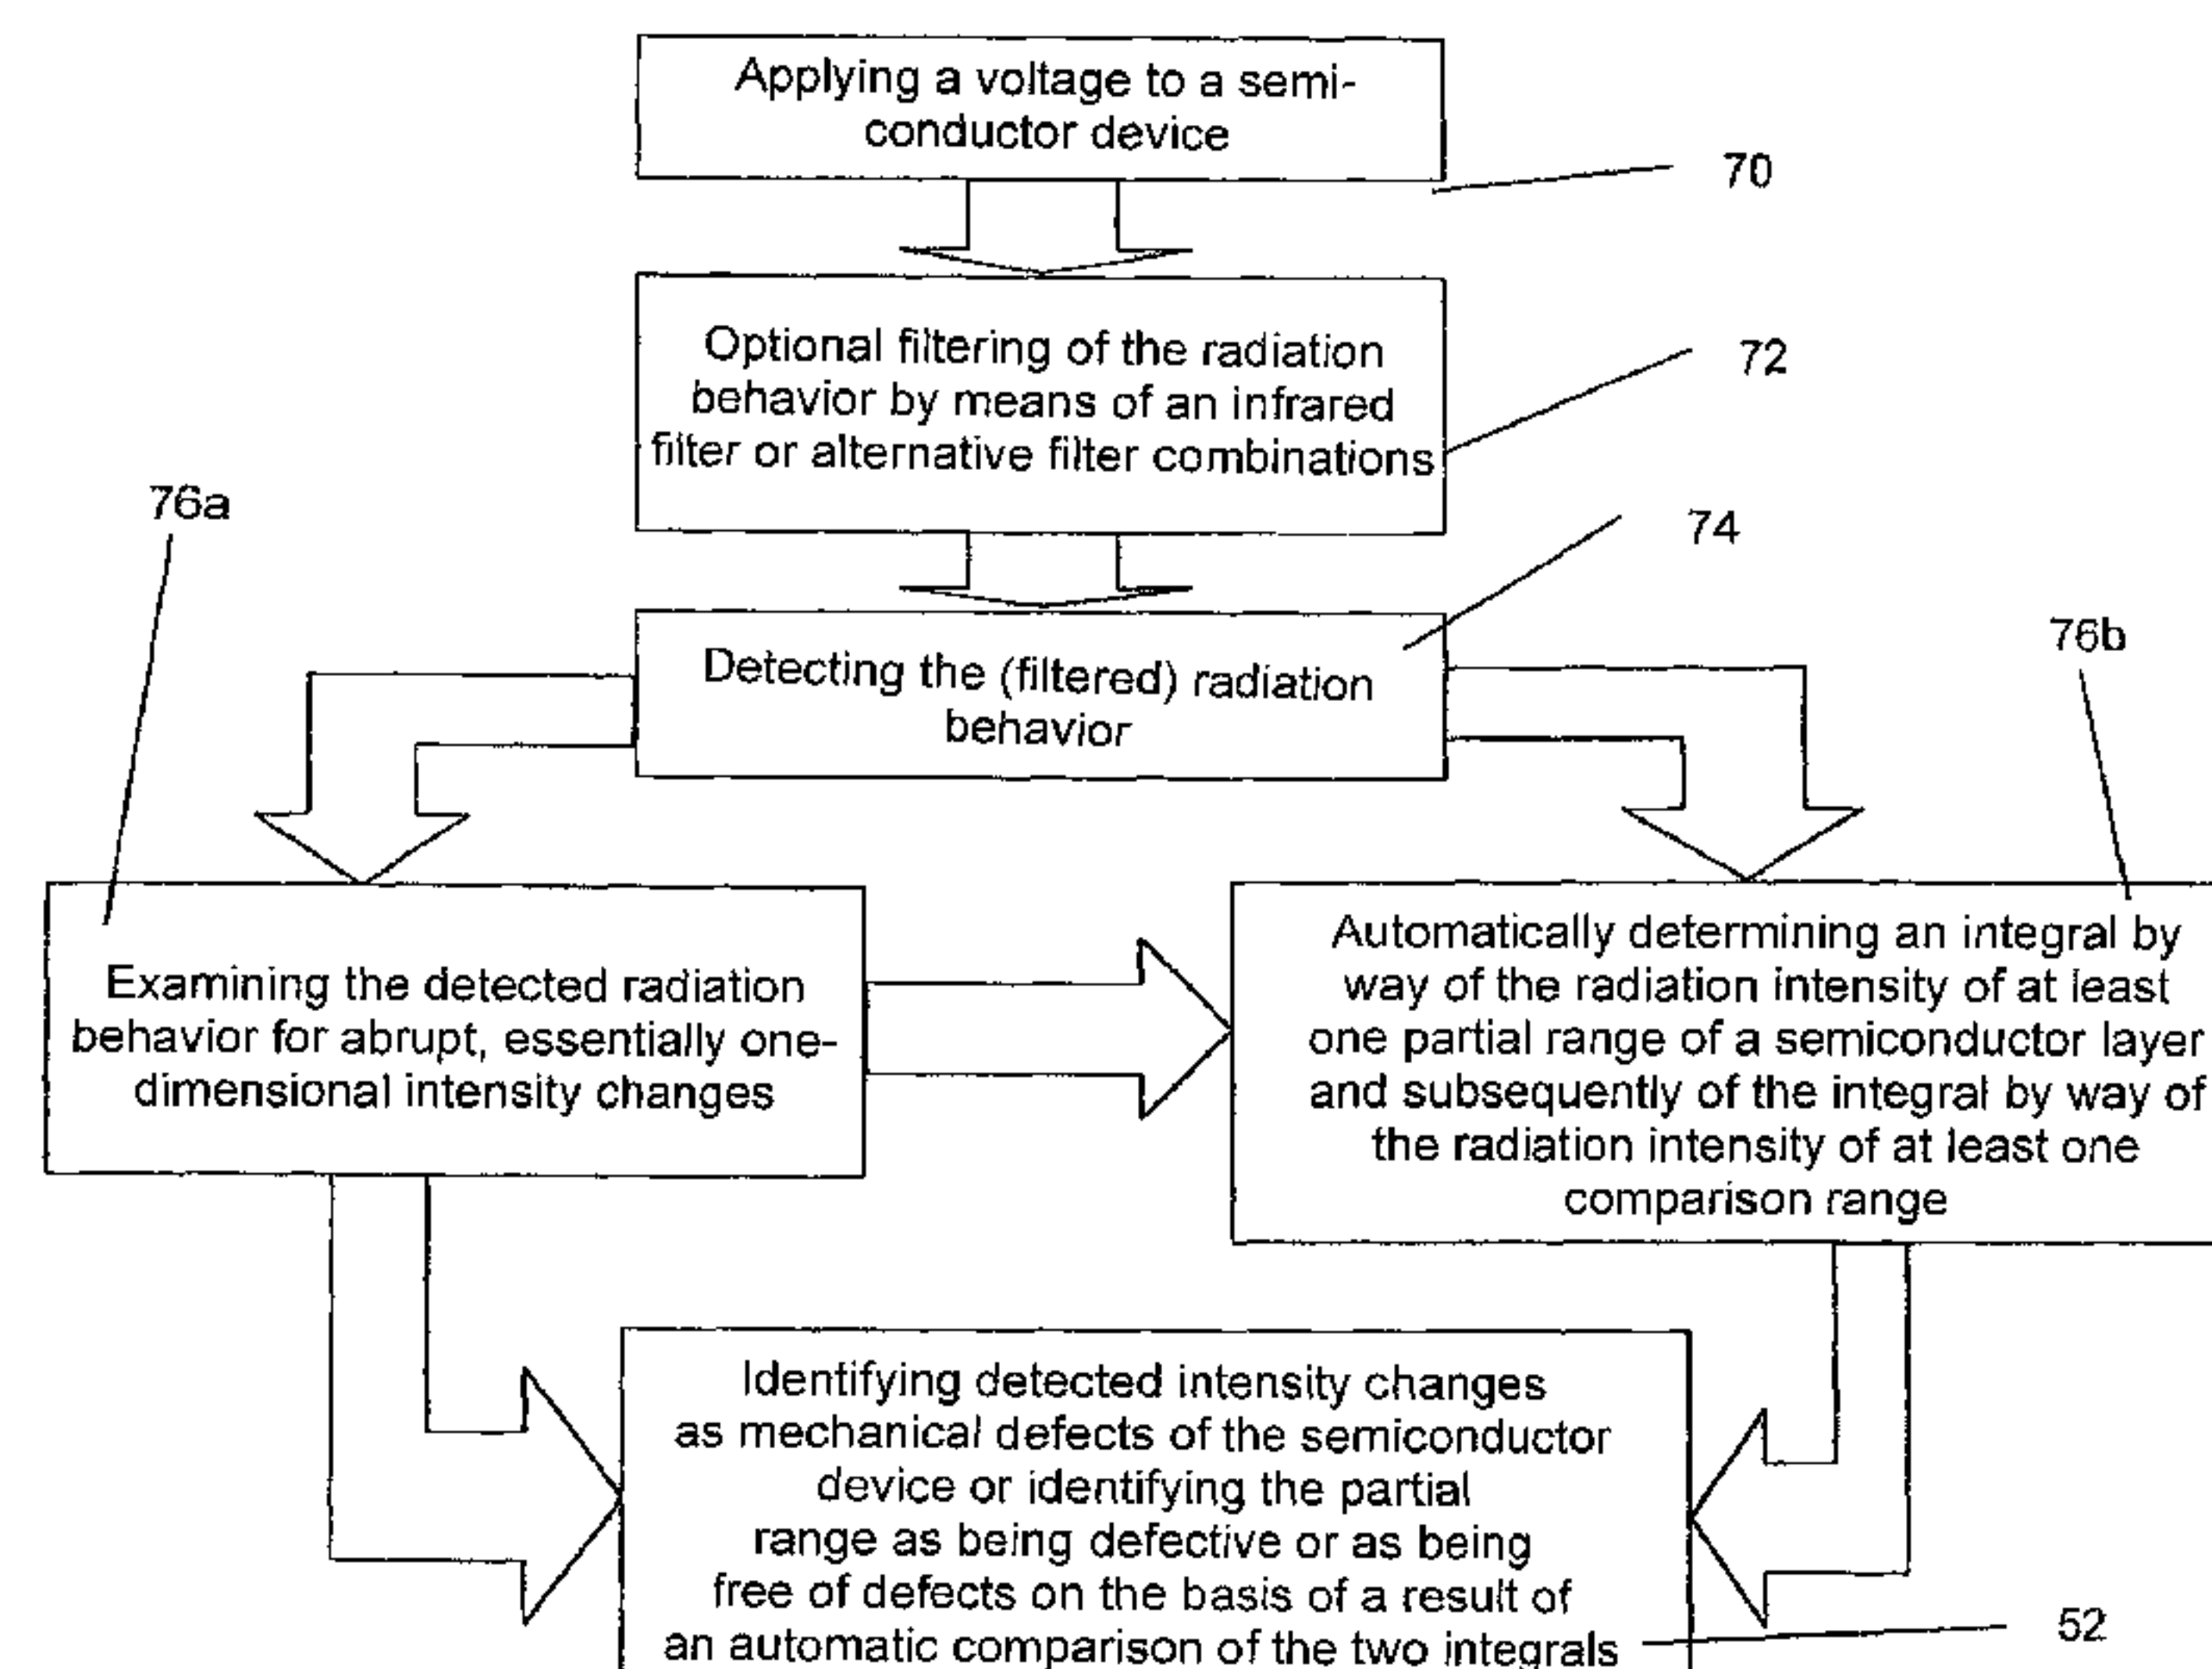 Applying a voltage to a semi-
conductor device
70
Optional filtering of the radiation
behavior by means of an infrared
filter or alternative filter combinations
72
76a
74
Detecting the (filtered) radiation
behavior
76b
Examining the detected radiation
behavior for abrupt, essentially one-
dimensional intensity changes
Automatically determining an integral by
way of the radiation intensity of at least
one partial range of a semiconductor layer
and subsequently of the integral by way of
the radiation intensity of at least one
comparison range
Identifying detected intensity changes
as mechanical defects of the semiconductor
device or identifying the partial
range as being defective or as being
free of defects on the basis of a result of
an automatic comparison of the two integrals
52